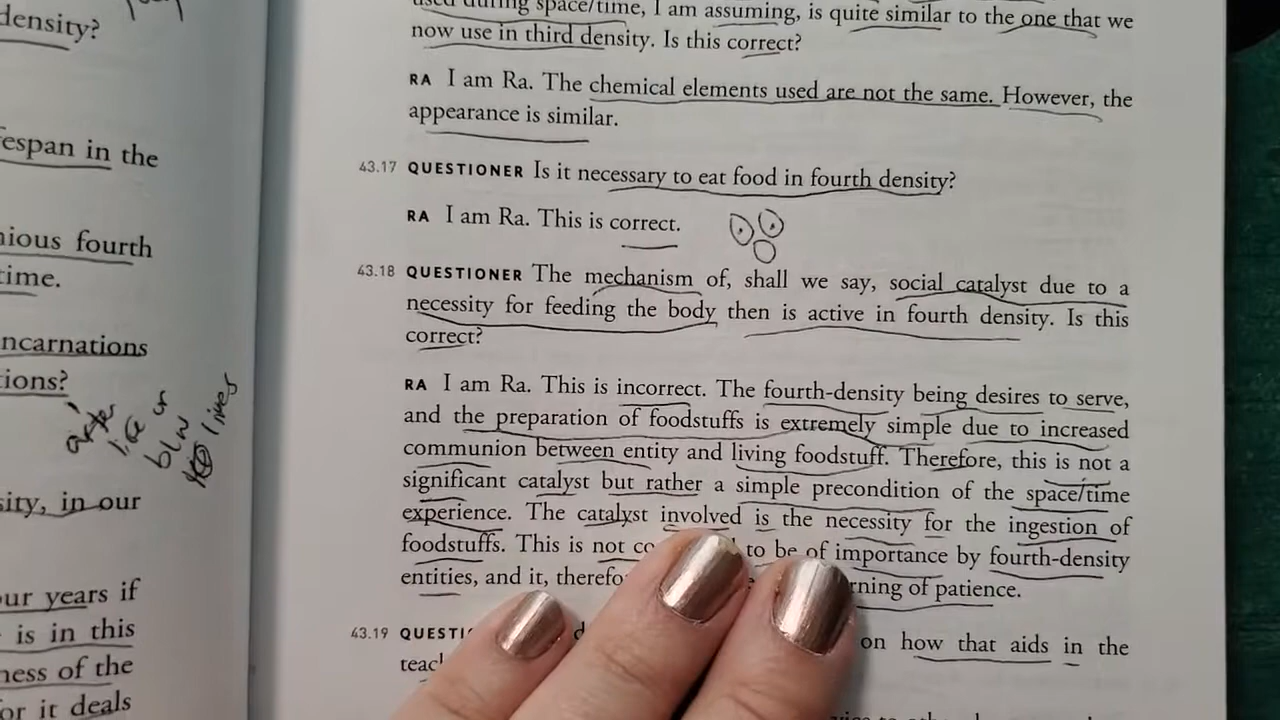 density?
espan in the
nious fourth
time.
ncarnations
tions?
after
sity, in our
our years if
is in this
ness of the
or it deals
used during space/time, I am assuming, is quite similar to the one that we
now use in third density. Is this correct?
RA I am Ra. The chemical elements used are not the same. However, the
appearance is similar.
43.17 QUESTIONER Is it necessary to eat food in fourth density?
RA I am Ra. This is correct.
43.18 QUESTIONER The mechanism of, shall we say, social catalyst due to a
necessity for feeding the body then is active in fourth density. Is this
correct?
RA I am Ra. This is incorrect. The fourth-density being desires to serve,
and the preparation of foodstuffs is extremely simple due to increased
communion between entity and living foodstuff. Therefore, this is not a
significant catalyst but rather a simple precondition of the space/time
experience. The catalyst involved is the necessity for the ingestion of
foodstuffs. This is not co to be of importance by fourth-density
entities, and it, therefo rning of patience.
43.19 QUESTI on how that aids in the
teac